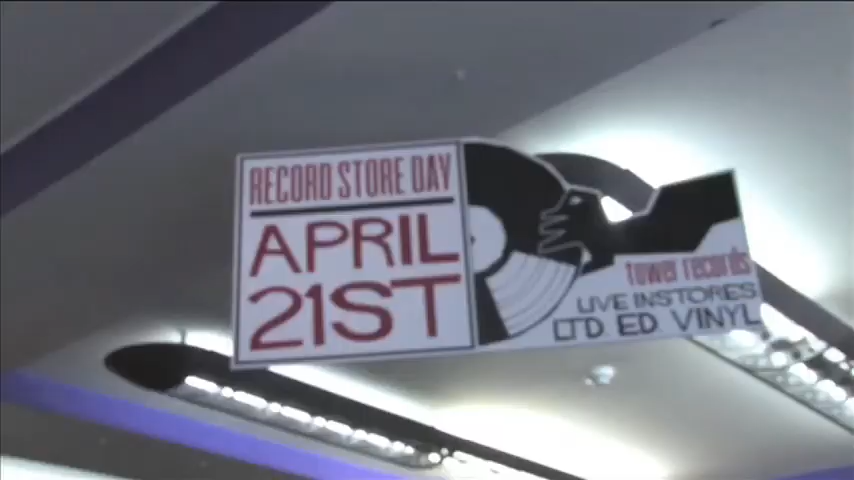 RECORD STORE DAY
APRIL
21ST
tower records
LIVE INSTORES
LTD ED VINYL